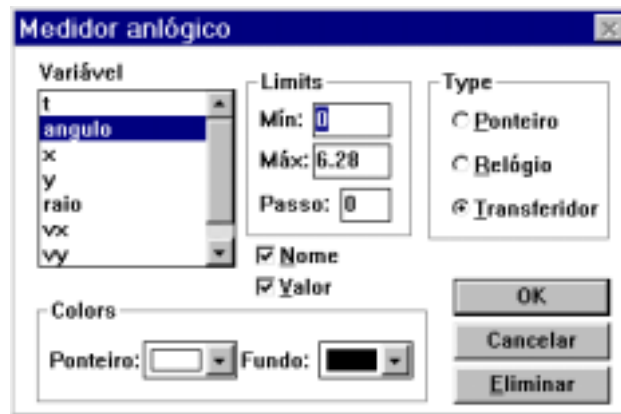 Medidor anlógico
Variável
t
angulo
x
y
raio
vx
vy
Limits
Mín: 0
Máx: 6.28
Passo: 0
Nome
Valor
Type
Ponteiro
Relógio
Transferidor
Colors
Ponteiro:
Fundo:
OK
Cancelar
Eliminar